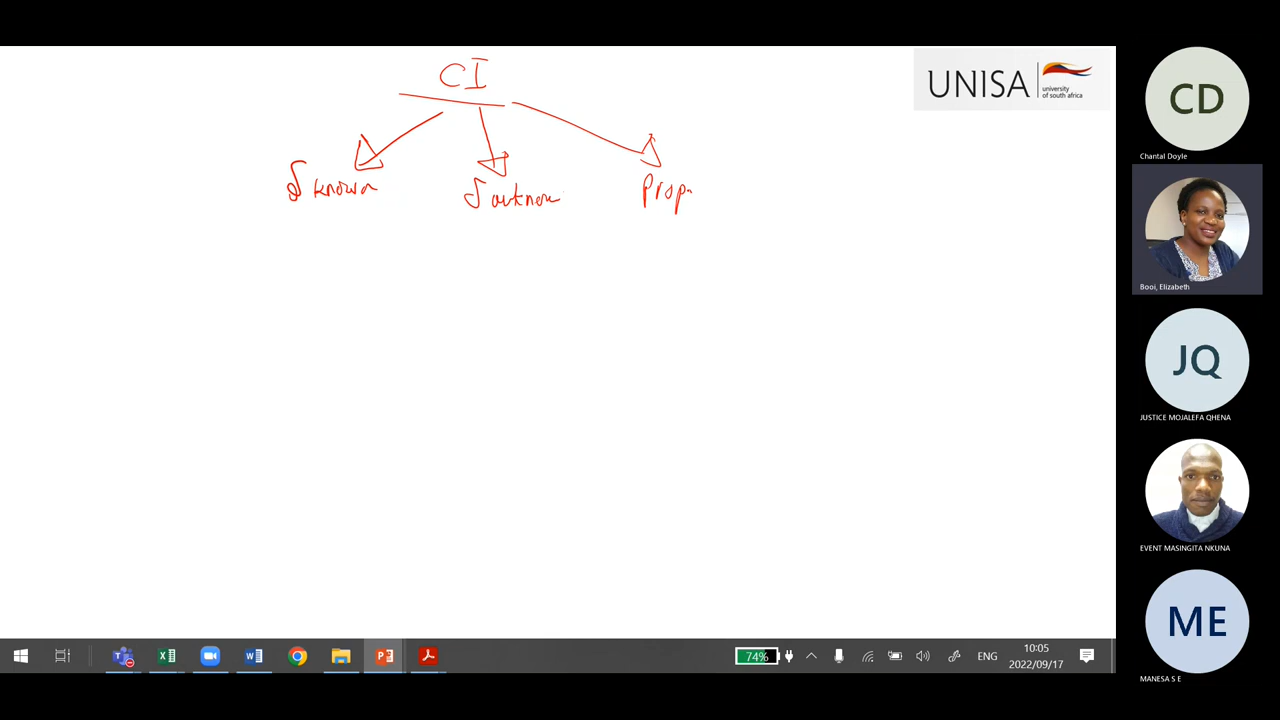 CI
δ known δ unknown Prop
UNISA university of south africa
CD
Chantal Doyle
Booi, Elizabeth
JQ
JUSTICE MOJALEFA QHENA
EVENT MASINGITA NKUNA
ME
MANESA S E
74% ENG 10:05
2022/09/17